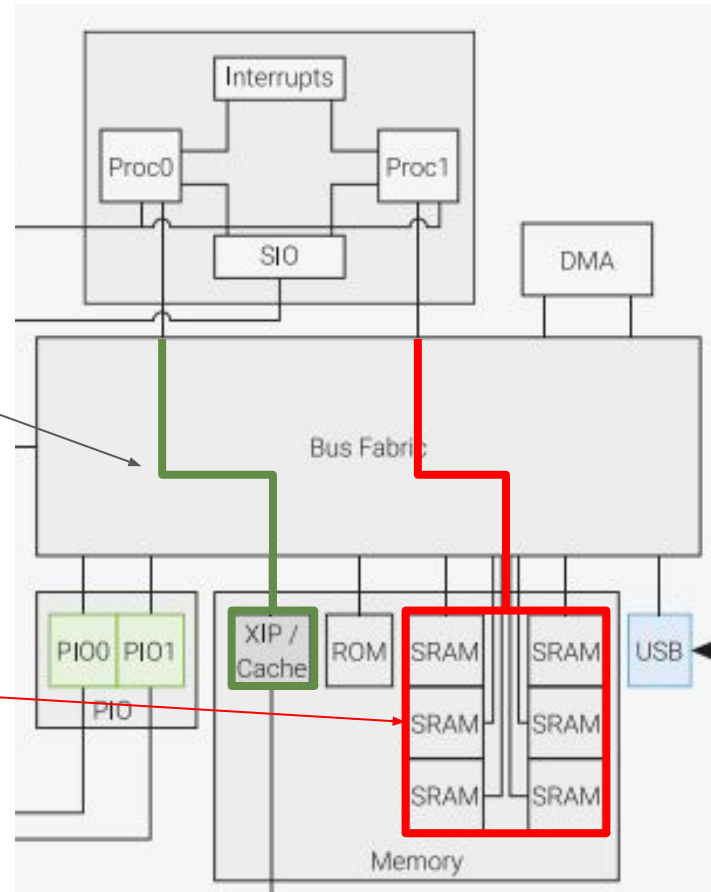 Interrupts
Proc0
Proc1
SIO
DMA
Bus Fabric
PIO0 PIO1
XIP /
Cache
ROM
SRAM
SRAM
USB
PIO
SRAM
SRAM
SRAM
SRAM
Memory